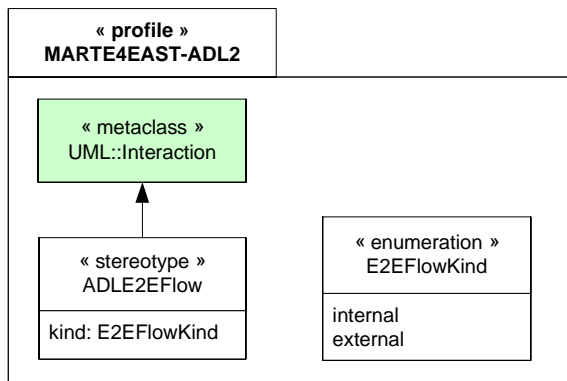 « profile »
MARTE4EAST-ADL2
« metaclass »
UML::Interaction
« stereotype »
ADLE2EFlow
kind: E2EFlowKind
« enumeration »
E2EFlowKind
internal
external